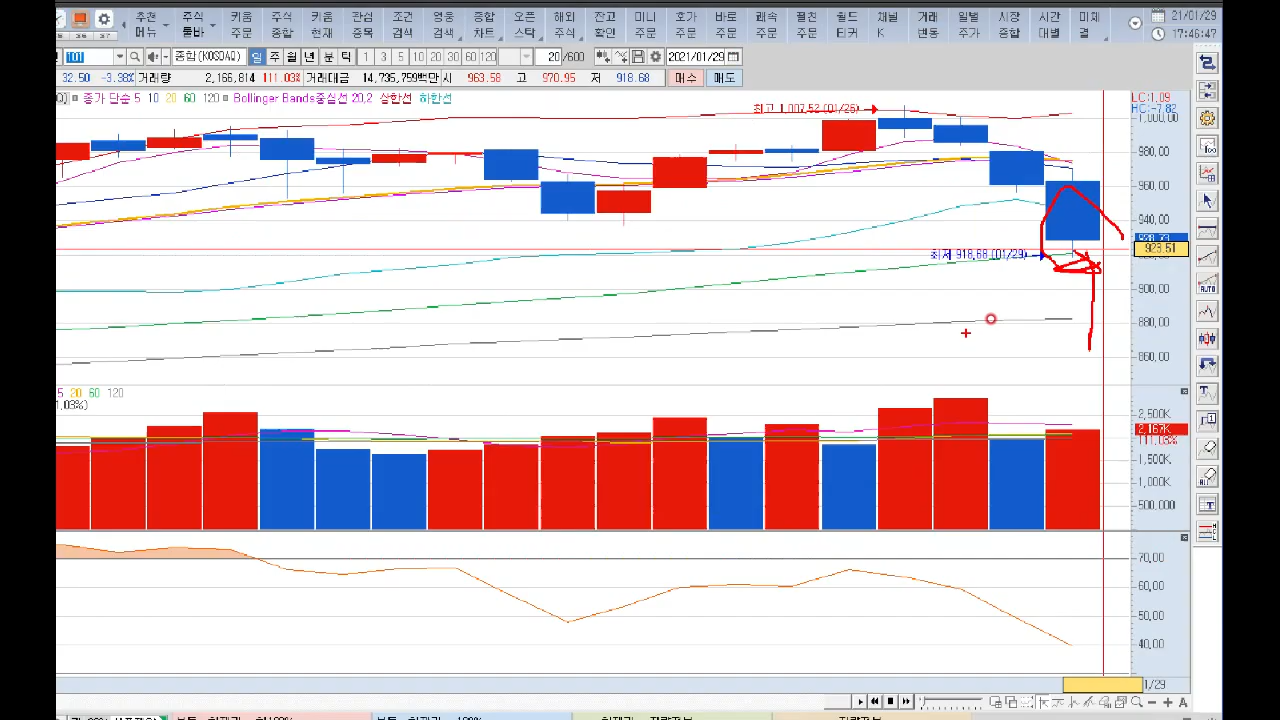 추천 주식 키움 주식 키움 관심 조건 영웅 종합 오픈 해외 잔고 미니 호가 바로 쾌속 펼친 월드 채널 거래 일별 시장 시간 미체 21/01/29
메뉴 툴바 주문 종합 현재 종목 검색 검색 차트 스탁 주식 확인 주문 주문 주문 주문 주문 티커 K 변동 주가 종합 대별 결 17:46:47
101 종합(KOSDAQ) 일 주 월 년 분 틱 1 3 5 10 20 30 60 120 20 /600 2021/01/29
32.50 -3.38% 거래량 2,166,814 111.03% 거래대금 14,735,759백만 시 963.58 고 970.95 저 918.68 매수 매도
종가 단순 5 10 20 60 120 Bollinger Bands중심선 20,2 상한선 하한선
LC:1.09
HC:-7.82
최고 1,007.52 (01/26)
1,000.00
980.00
960.00
940.00
928.73
923.51
최저 918.68 (01/29)
900.00
880.00
860.00
5 20 60 120
2,500K
2,167K
111.03%
1,500K
1,000K
500,000
70.00
60.00
50.00
40.00
1/29